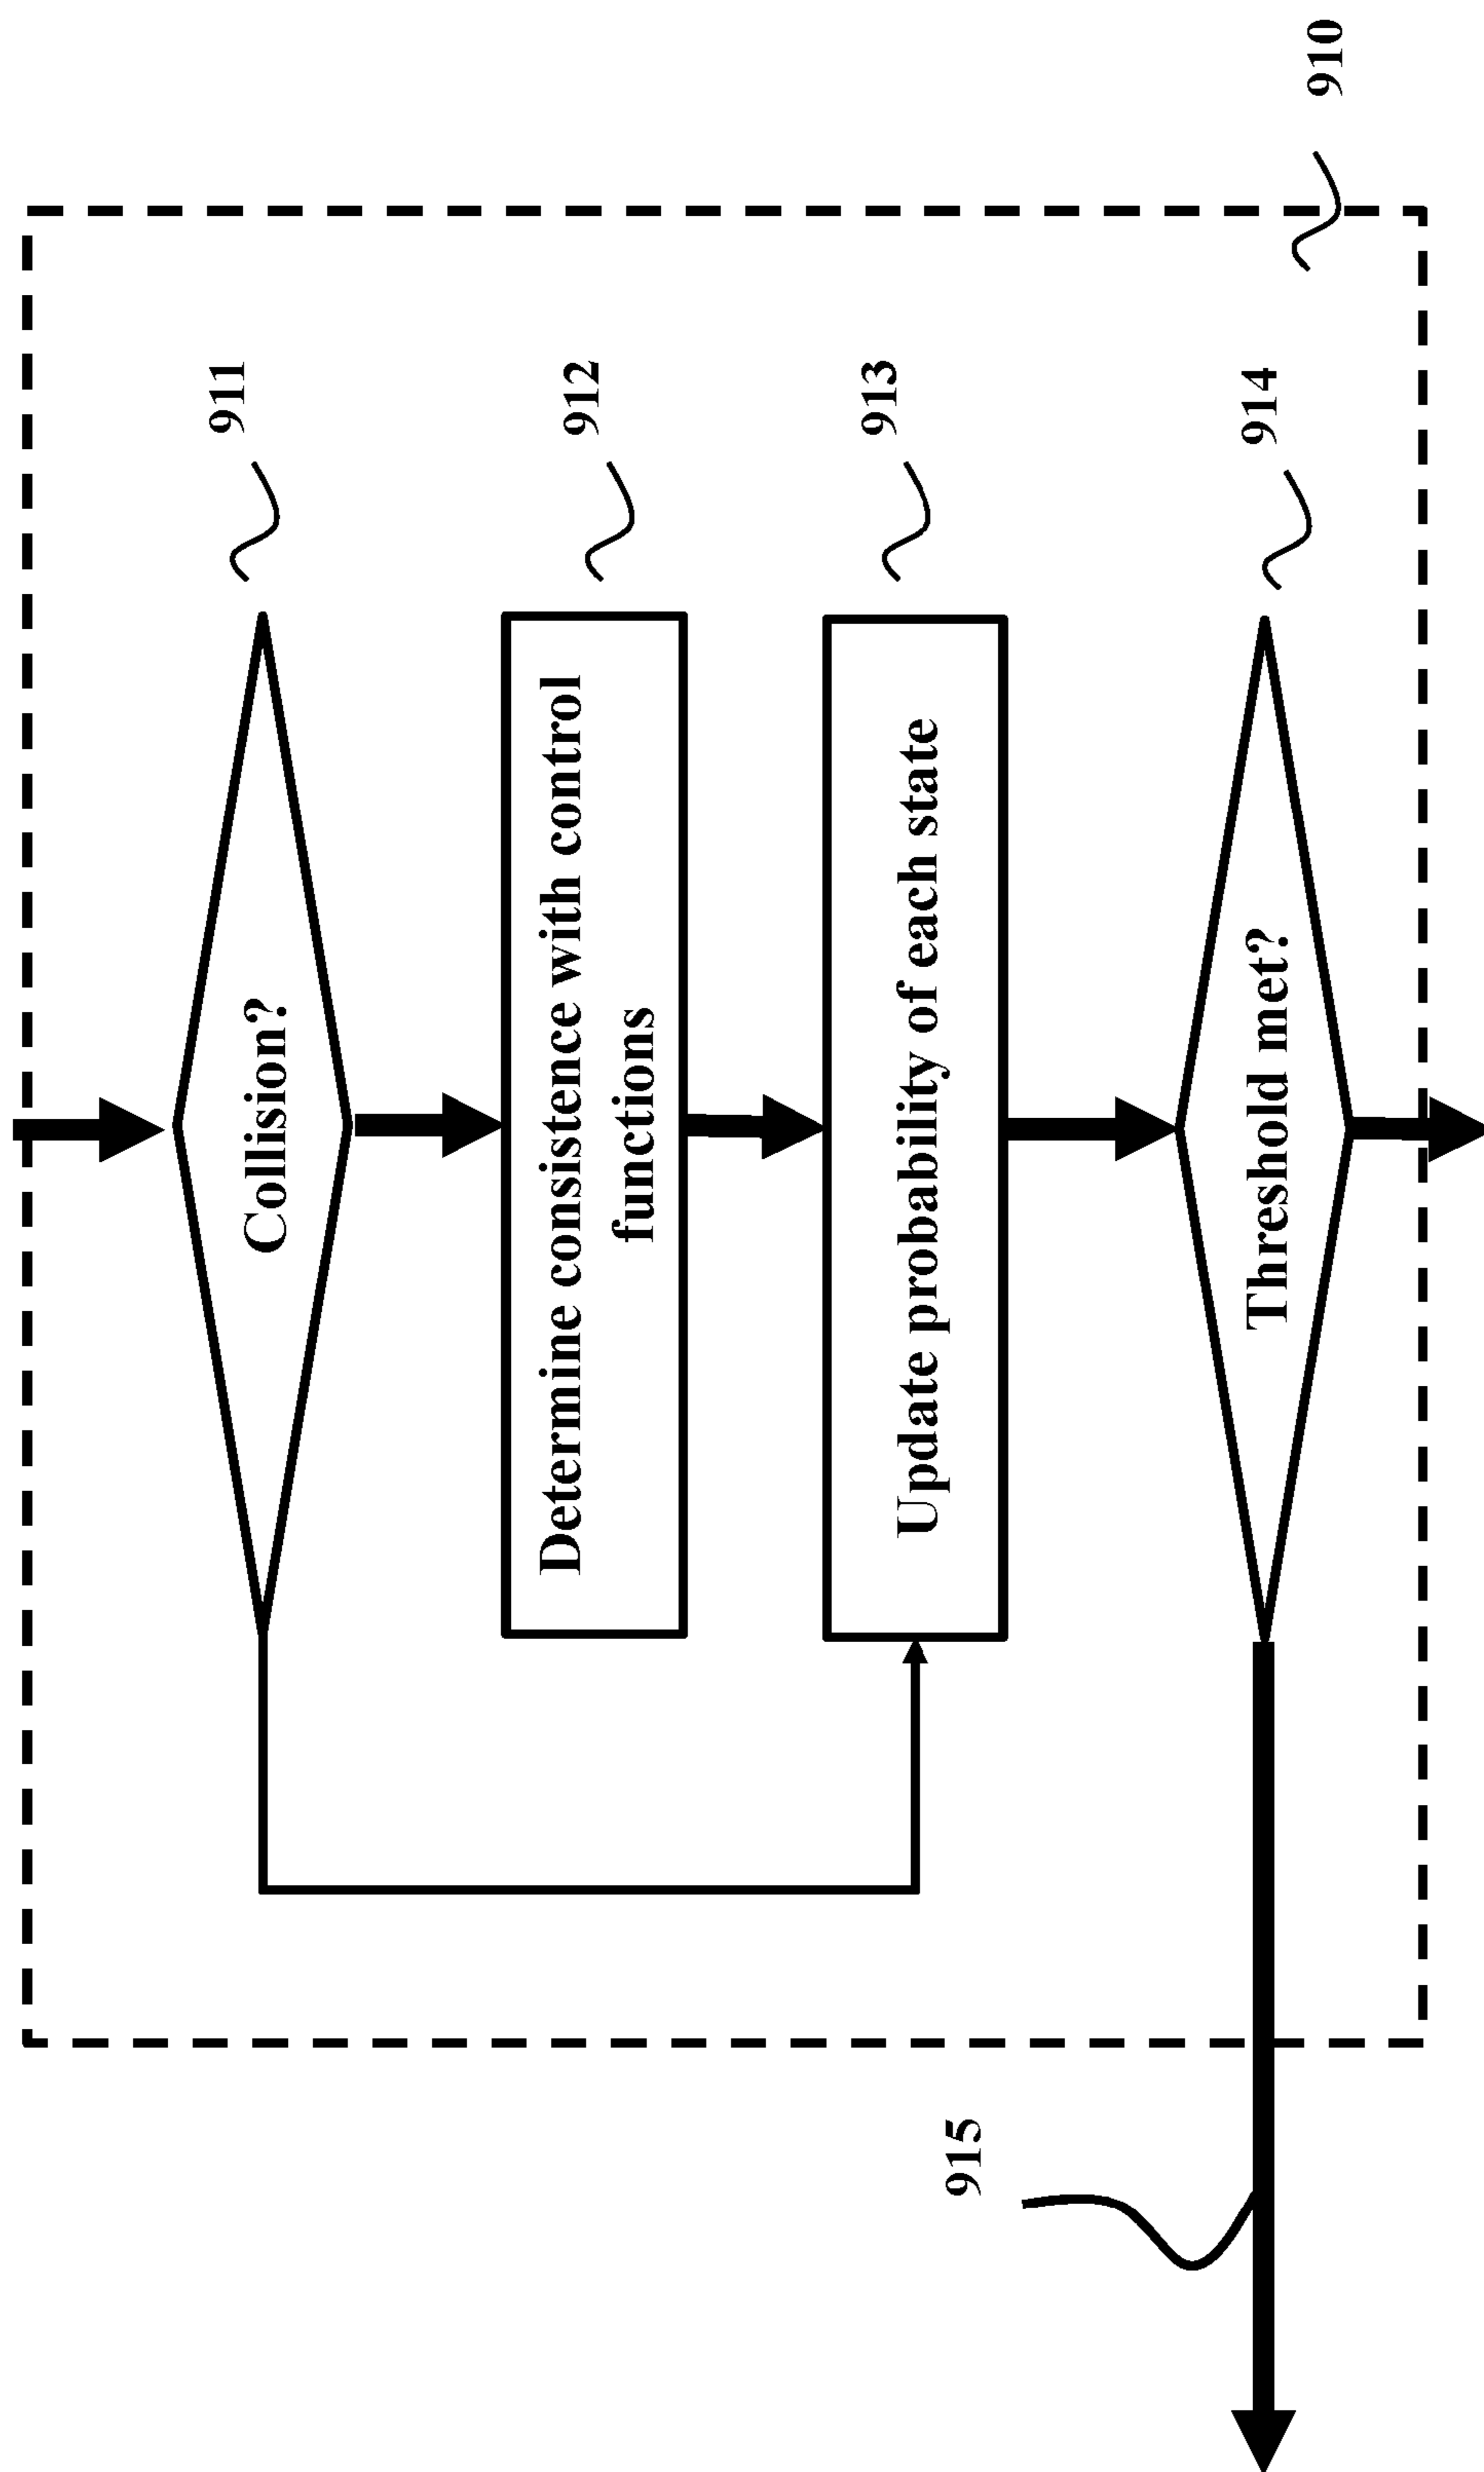 910
911
Collision?
912
Determine consistence with control
functions
913
Update probability of each state
914
Threshold met?
915